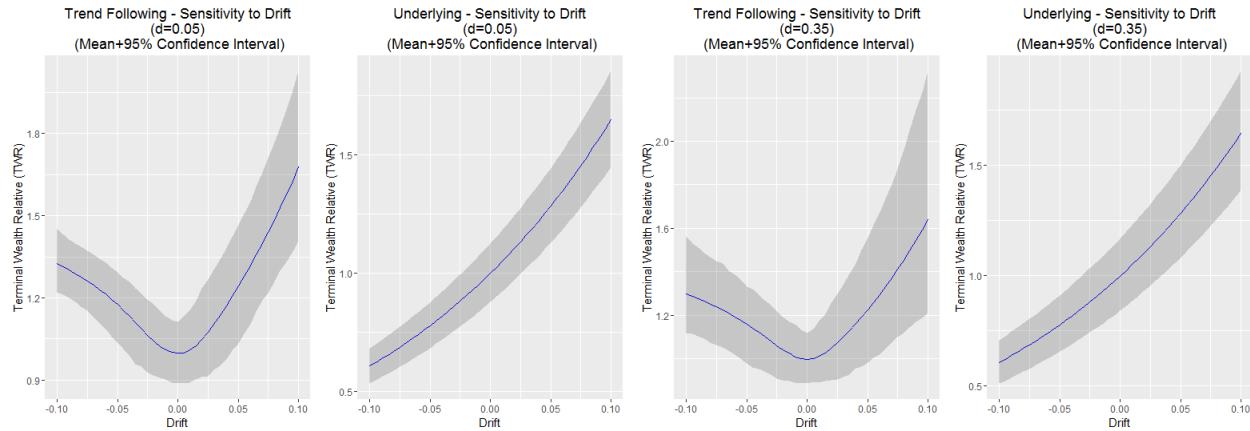 Trend Following - Sensitivity to Drift
(d=0.05)
(Mean+95% Confidence Interval)
Terminal Wealth Relative (TWR)
1.8
1.5
1.2
0.9
-0.10
-0.05
0.00
0.05
0.10
Drift
Underlying - Sensitivity to Drift
(d=0.05)
(Mean+95% Confidence Interval)
Terminal Wealth Relative (TWR)
1.5
1.0
0.5
-0.10
-0.05
0.00
0.05
0.10
Drift
Trend Following - Sensitivity to Drift
(d=0.35)
(Mean+95% Confidence Interval)
Terminal Wealth Relative (TWR)
2.0
1.6
1.2
-0.10
-0.05
0.00
0.05
0.10
Drift
Underlying - Sensitivity to Drift
(d=0.35)
(Mean+95% Confidence Interval)
Terminal Wealth Relative (TWR)
1.5
1.0
0.5
-0.10
-0.05
0.00
0.05
0.10
Drift